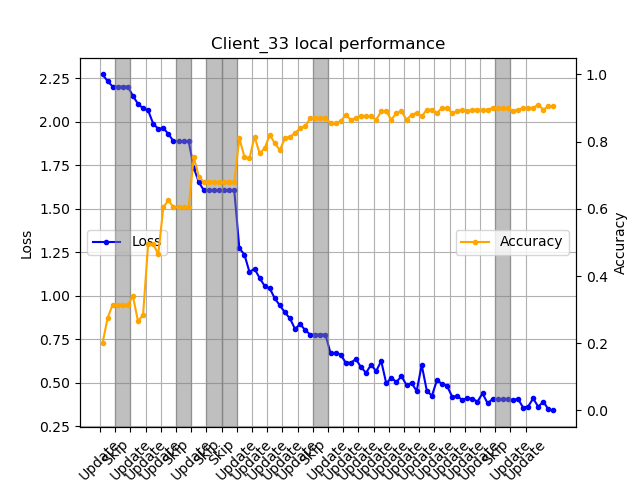 Client_33 local performance
2.25
2.00
1.75
1.50
1.25
1.00
0.75
0.50
0.25
Loss
Loss
Accuracy
1.0
0.8
0.6
0.4
0.2
0.0
Accuracy
Update
Skip
Update
Update
Update
Skip
Update
Skip
Skip
Update
Update
Update
Update
Update
Skip
Update
Update
Update
Update
Update
Update
Update
Update
Update
Update
Update
Skip
Update
Update